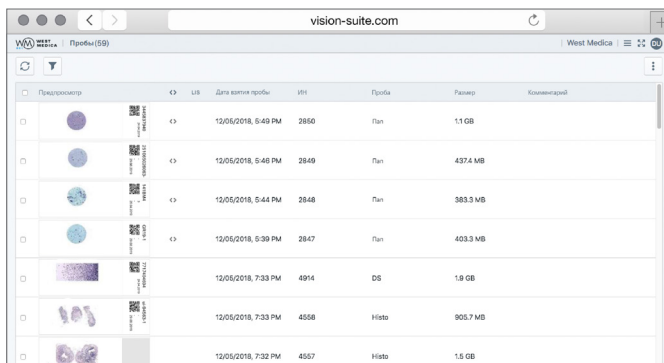 vision-suite.com
WM WEST MEDICA | Пробы(59) | West Medica | DU
Предпросмотр <> LIS Дата взятия пробы ИН Проба Размер Комментарий
<> 12/05/2018, 5:49 PM 2850 Пап 1.1 GB
<> 12/05/2018, 5:46 PM 2849 Пап 437.4 MB
<> 12/05/2018, 5:44 PM 2848 Пап 383.3 MB
<> 12/05/2018, 5:39 PM 2847 Пап 403.3 MB
12/05/2018, 7:33 PM 4914 DS 1.9 GB
12/05/2018, 7:33 PM 4558 Histo 905.7 MB
12/05/2018, 7:32 PM 4557 Histo 1.5 GB